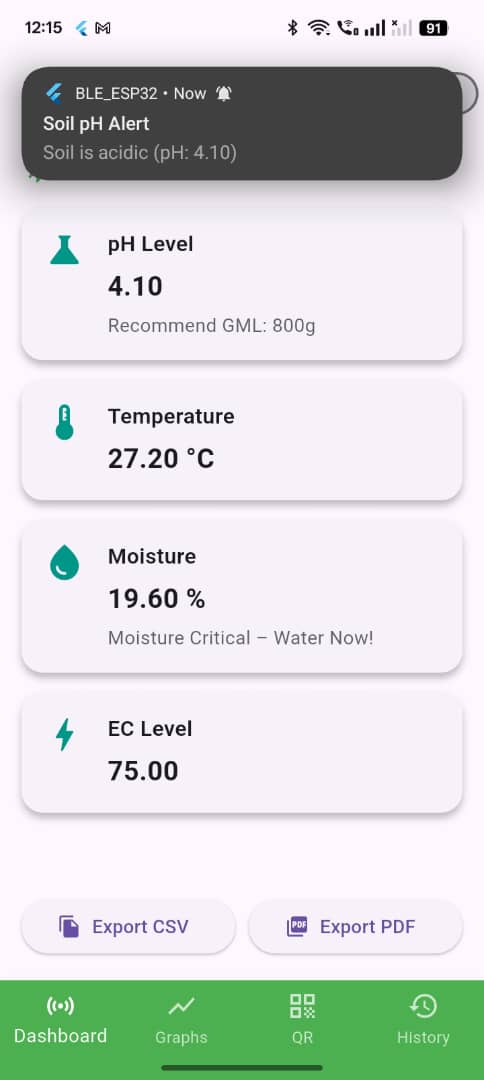 12:15
91
BLE_ESP32 • Now
Soil pH Alert
Soil is acidic (pH: 4.10)
pH Level
4.10
Recommend GML: 800g
Temperature
27.20 °C
Moisture
19.60 %
Moisture Critical – Water Now!
EC Level
75.00
Export CSV
PDF
Export PDF
Dashboard
Graphs
QR
History